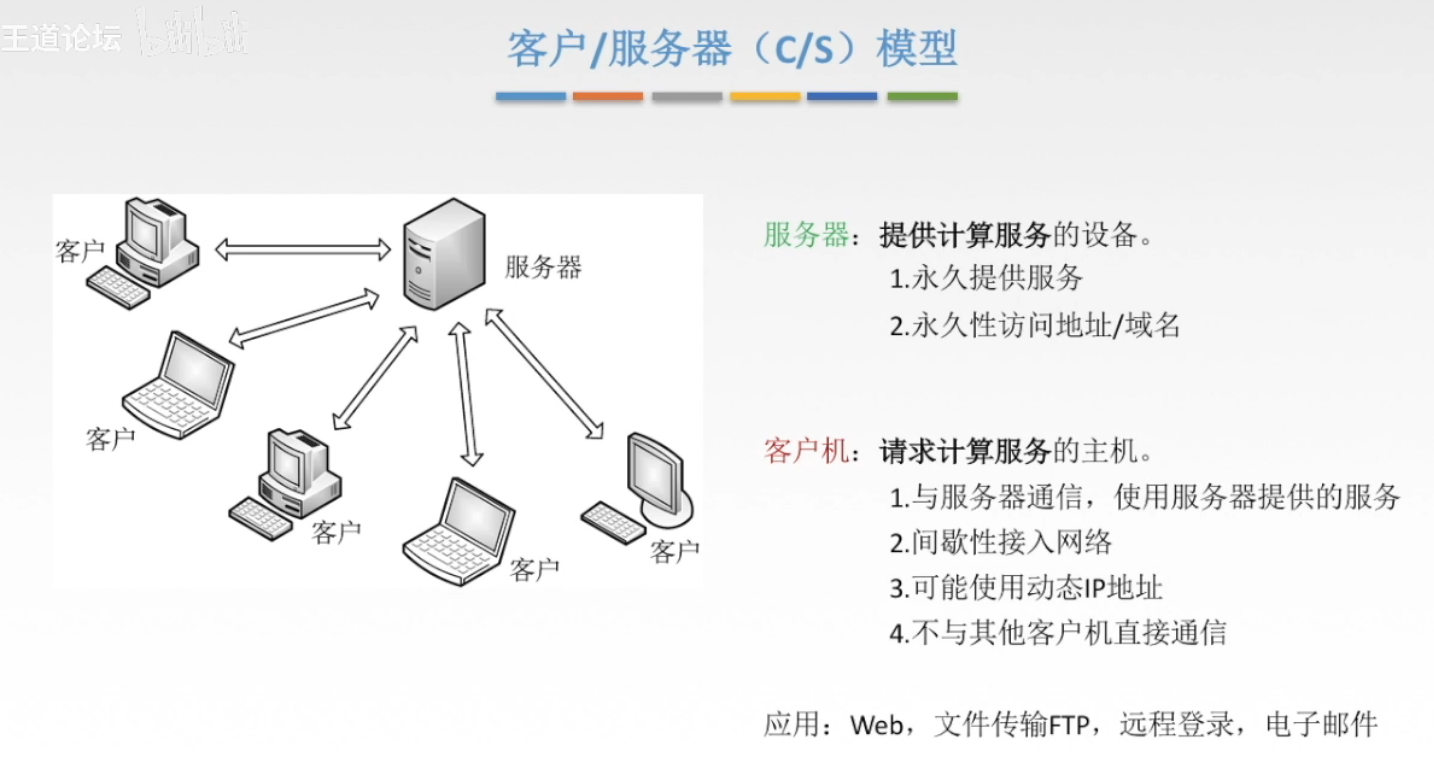 王道论坛 bilibili
客户/服务器（C/S）模型
客户
服务器
客户
客户
客户
客户
服务器：提供计算服务的设备。
1.永久提供服务
2.永久性访问地址/域名
客户机：请求计算服务的主机。
1.与服务器通信，使用服务器提供的服务
2.间歇性接入网络
3.可能使用动态IP地址
4.不与其他客户机直接通信
应用：Web，文件传输FTP，远程登录，电子邮件